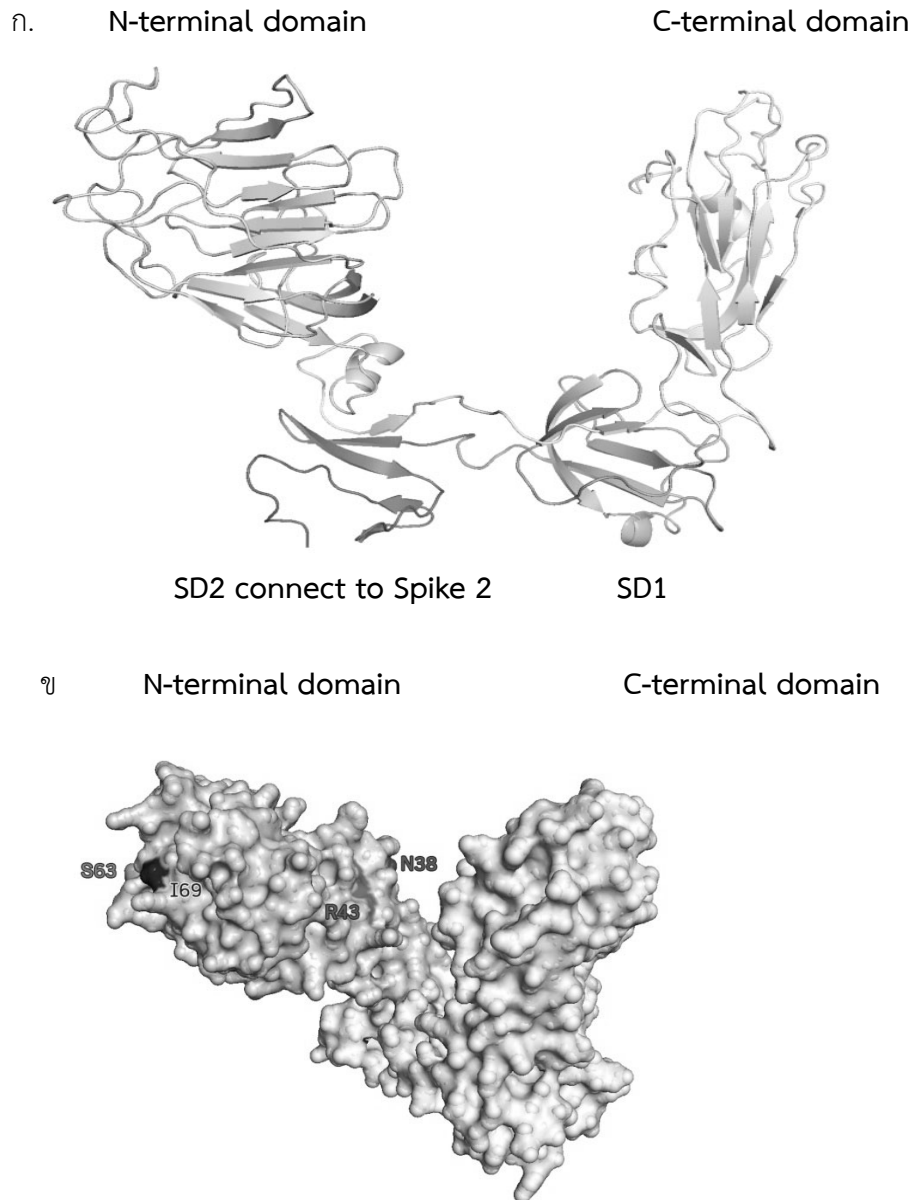 ก. N-terminal domain C-terminal domain
SD2 connect to Spike 2 SD1
ข N-terminal domain C-terminal domain
S63 I69 R43 N38